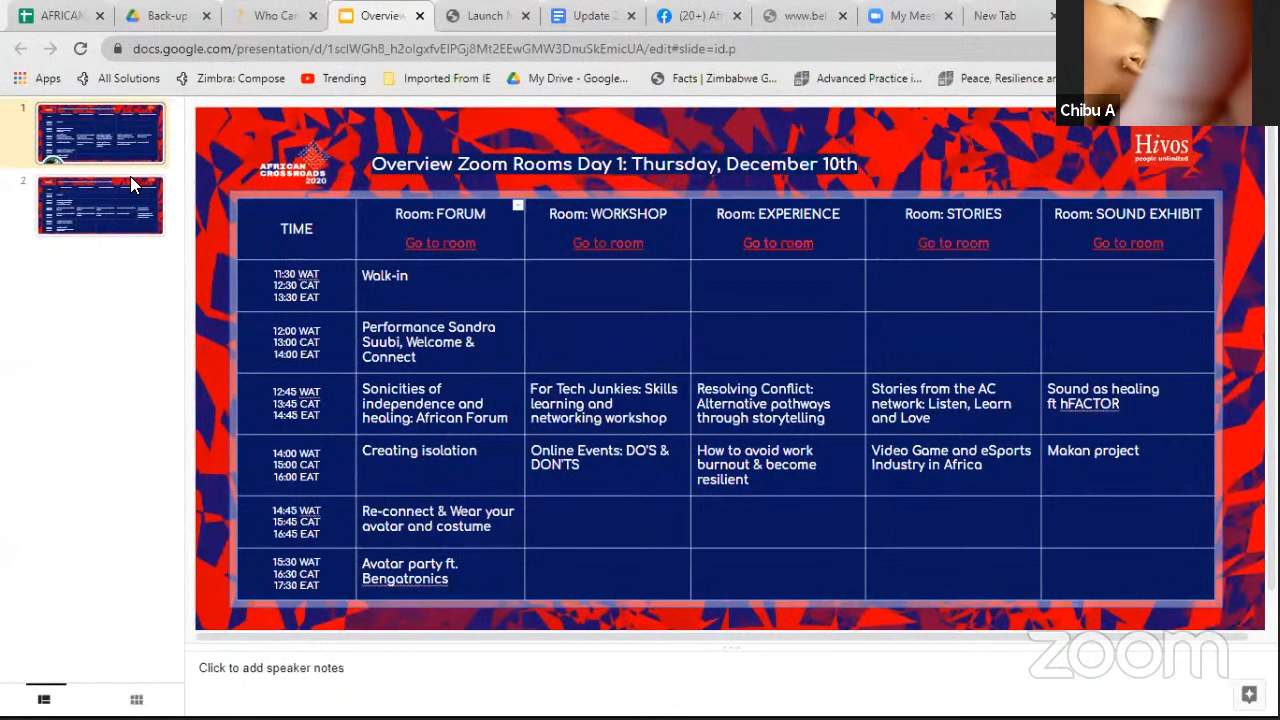 AFRICAN
Back-up
Who Can
Overview
Launch
Update
(20+) Af
www.bei
My Meet
New Tab
docs.google.com/presentation/d/
/edit#slide=id.p
Apps
All Solutions
Zimbra: Compose
Trending
Imported From IE
My Drive - Google...
Facts | Zimbabwe G...
Advanced Practice i...
Peace, Resilience an
Chibu A
1
2
AFRICAN
CROSSROADS
2020
Overview Zoom Rooms Day 1: Thursday, December 10th
Hivos
people unlimited
TIME
Room: FORUM
Go to room
Room: WORKSHOP
Go to room
Room: EXPERIENCE
Go to room
Room: STORIES
Go to room
Room: SOUND EXHIBIT
Go to room
11:30 WAT
12:30 CAT
13:30 EAT
Walk-in
12:00 WAT
13:00 CAT
14:00 EAT
Performance Sandra
Suubi, Welcome &
Connect
12:45 WAT
13:45 CAT
14:45 EAT
Sonicities of
independence and
healing: African Forum
For Tech Junkies: Skills
learning and
networking workshop
Resolving Conflict:
Alternative pathways
through storytelling
Stories from the AC
network: Listen, Learn
and Love
Sound as healing
ft hFACTOR
14:00 WAT
15:00 CAT
16:00 EAT
Creating isolation
Online Events: DO'S &
DON'TS
How to avoid work
burnout & become
resilient
Video Game and eSports
Industry in Africa
Makan project
14:45 WAT
15:45 CAT
16:45 EAT
Re-connect & Wear your
avatar and costume
15:30 WAT
16:30 CAT
17:30 EAT
Avatar party ft.
Bengatronics
zoom
Click to add speaker notes